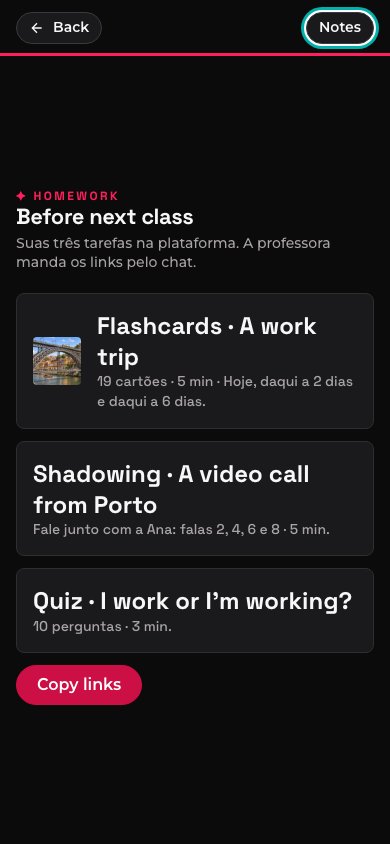 ← Back
Notes
✦ HOMEWORK
Before next class
Suas três tarefas na plataforma. A professora
manda os links pelo chat.
Flashcards · A work
trip
19 cartões · 5 min · Hoje, daqui a 2 dias
e daqui a 6 dias.
Shadowing · A video call
from Porto
Fale junto com a Ana: falas 2, 4, 6 e 8 · 5 min.
Quiz · I work or I'm working?
10 perguntas · 3 min.
Copy links